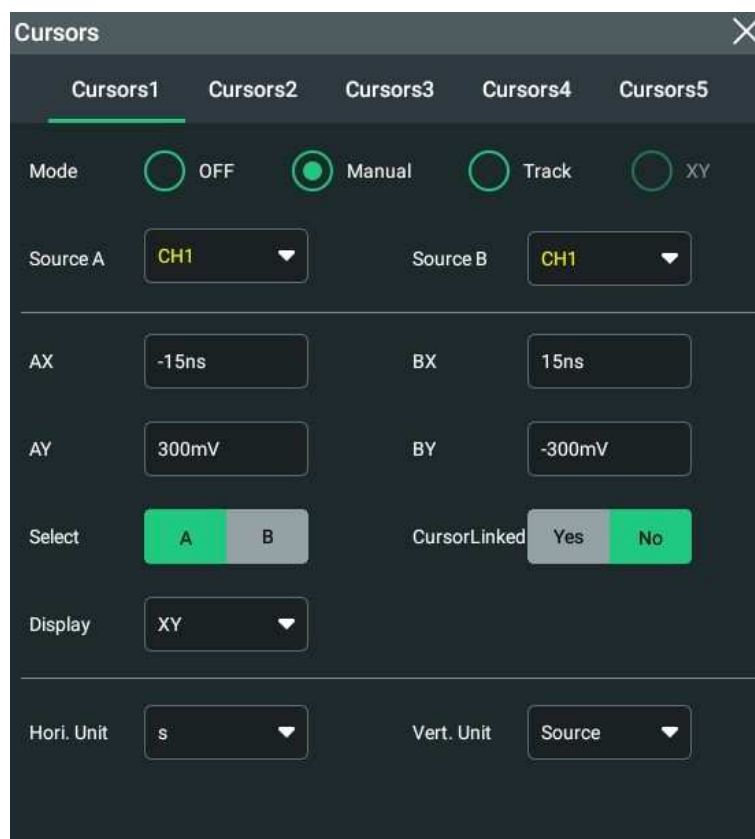 Cursors
Cursors1 Cursors2 Cursors3 Cursors4 Cursors5
Mode OFF Manual Track XY
Source A CH1 Source B CH1
AX -15ns BX 15ns
AY 300mV BY -300mV
Select A B CursorLinked Yes No
Display XY
Hori. Unit s Vert. Unit Source